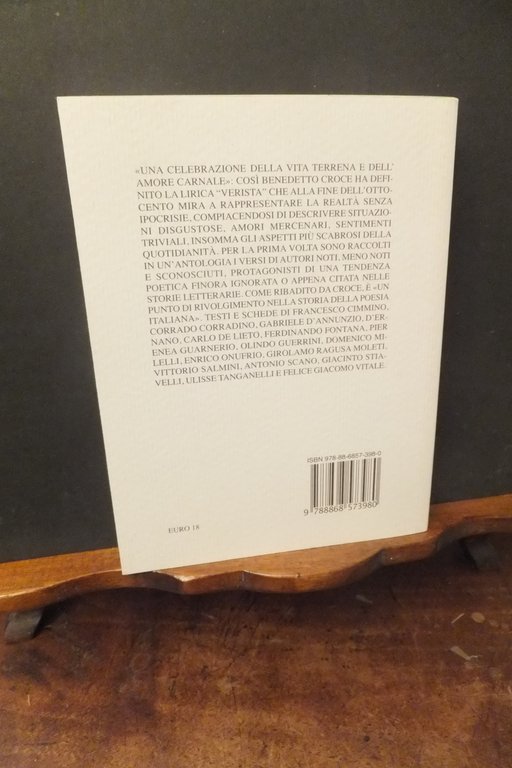 «UNA CELEBRAZIONE DELLA VITA TERRENA E DELL'
AMORE CARNALE»: COSÌ BENEDETTO CROCE HA DEFI-
NITO LA LIRICA "VERISTA" CHE ALLA FINE DELL'OTTO-
CENTO MIRA A RAPPRESENTARE LA REALTÀ SENZA
IPOCRISIE, COMPIACENDOSI DI DESCRIVERE SITUAZIO-
NI DISGUSTOSE, AMORI MERCENARI, SENTIMENTI
TRIVIALI, INSOMMA GLI ASPETTI PIÙ SCABROSI DELLA
QUOTIDIANITÀ. PER LA PRIMA VOLTA SONO RACCOLTI
IN UN'ANTOLOGIA I VERSI DI AUTORI NOTI, MENO NOTI
E SCONOSCIUTI, PROTAGONISTI DI UNA TENDENZA
POETICA FINORA IGNORATA O APPENA CITATA NELLE
STORIE LETTERARIE. COME RIBADITO DA CROCE, È «UN
PUNTO DI RIVOLGIMENTO NELLA STORIA DELLA POESIA
ITALIANA». TESTI E SCHEDE DI FRANCESCO CIMMINO,
CORRADO CORRADINO, GABRIELE D'ANNUNZIO, D'ER-
NANO, CARLO DE LIETO, FERDINANDO FONTANA, PIER
ENEA GUARNERIO, OLINDO GUERRINI, DOMENICO MI-
LELLI, ENRICO ONUFRIO, GIROLAMO RAGUSA MOLETI,
VITTORIO SALMINI, ANTONIO SCANO, GIACINTO STIA-
VELLI, ULISSE TANGANELLI E FELICE GIACOMO VITALE.
ISBN 978-88-6857-398-0
9 788868 573980
EURO 18